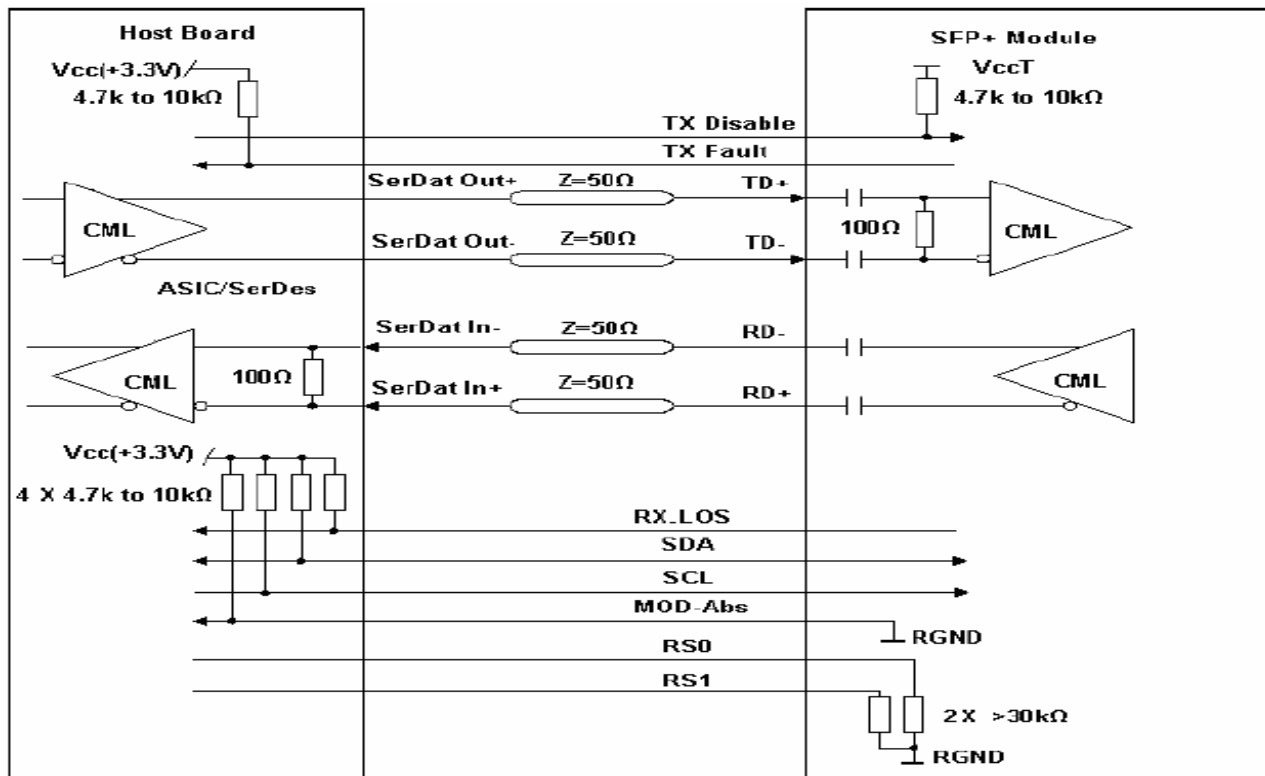 Host Board
SFP+ Module
Vcc(+3.3V)
VccT
4.7k to 10kΩ
4.7k to 10kΩ
TX Disable
TX Fault
SerDat Out+
Z=50Ω
TD+
CML
100Ω
CML
SerDat Out-
Z=50Ω
TD-
ASIC/SerDes
SerDat In-
Z=50Ω
RD-
CML
100Ω
CML
SerDat In+
Z=50Ω
RD+
Vcc(+3.3V)
4 X 4.7k to 10kΩ
RX_LOS
SDA
SCL
MOD-Abs
RGND
RS0
RS1
2X >30kΩ
RGND